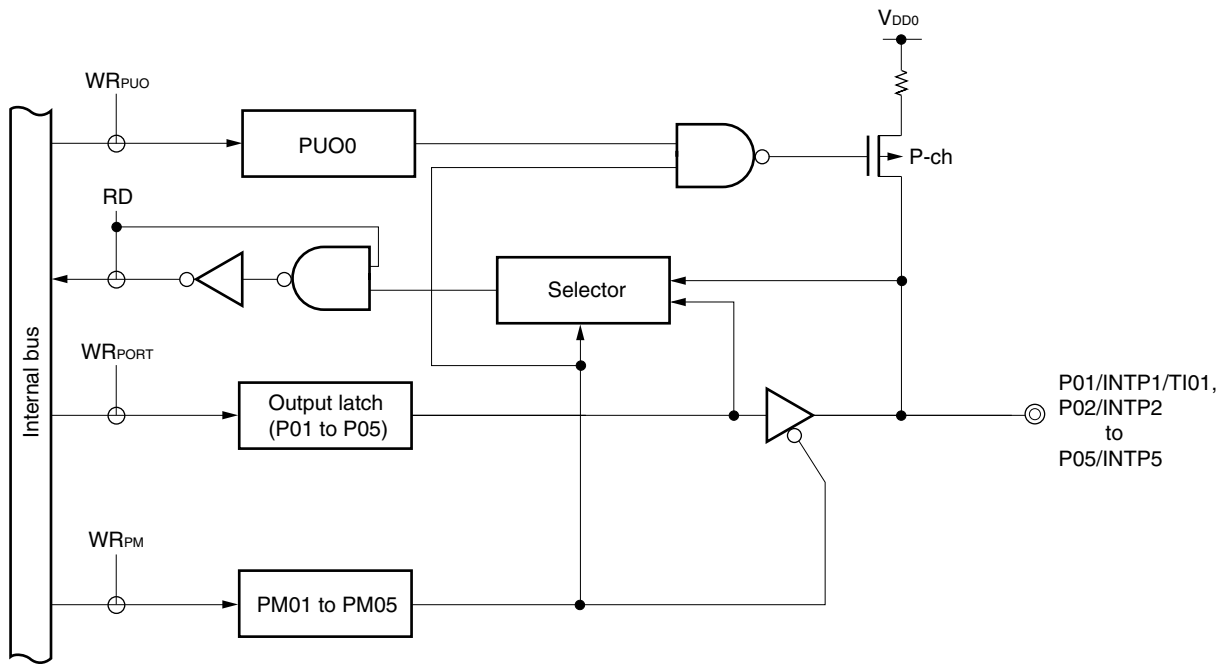 VDD0
WRPUO
PUO0
P-ch
RD
Selector
Internal bus
WRPORT
Output latch
(P01 to P05)
P01/INTP1/TI01,
P02/INTP2
to
P05/INTP5
WRPM
PM01 to PM05